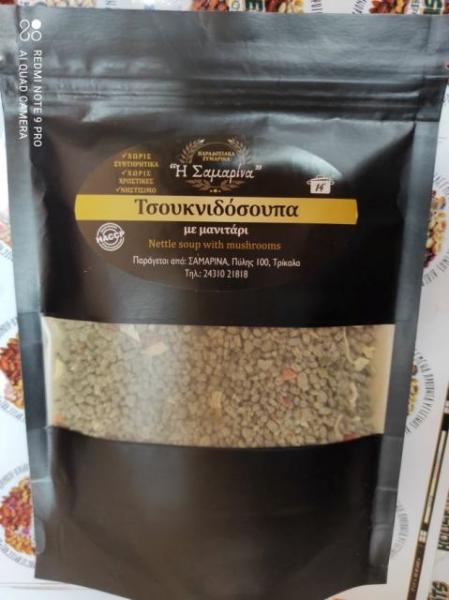 REDMI NOTE 9 PRO
AI QUAD CAMERA
ΠΑΡΑΔΟΣΙΑΚΑ
ΖΥΜΑΡΙΚΑ
"Η Σαμαρίνα"
✓ΧΩΡΙΣ
ΣΥΝΤΗΡΗΤΙΚΑ
✓ΧΩΡΙΣ
ΧΡΩΣΤΙΚΕΣ
✓ΝΗΣΤΙΣΙΜΟ
Τσουκνιδόσουπα
με μανιτάρι
Nettle soup with mushrooms
HACCP
Παράγεται από: ΣΑΜΑΡΙΝΑ, Πύλης 100, Τρίκαλα
Τηλ.: 24310 21818